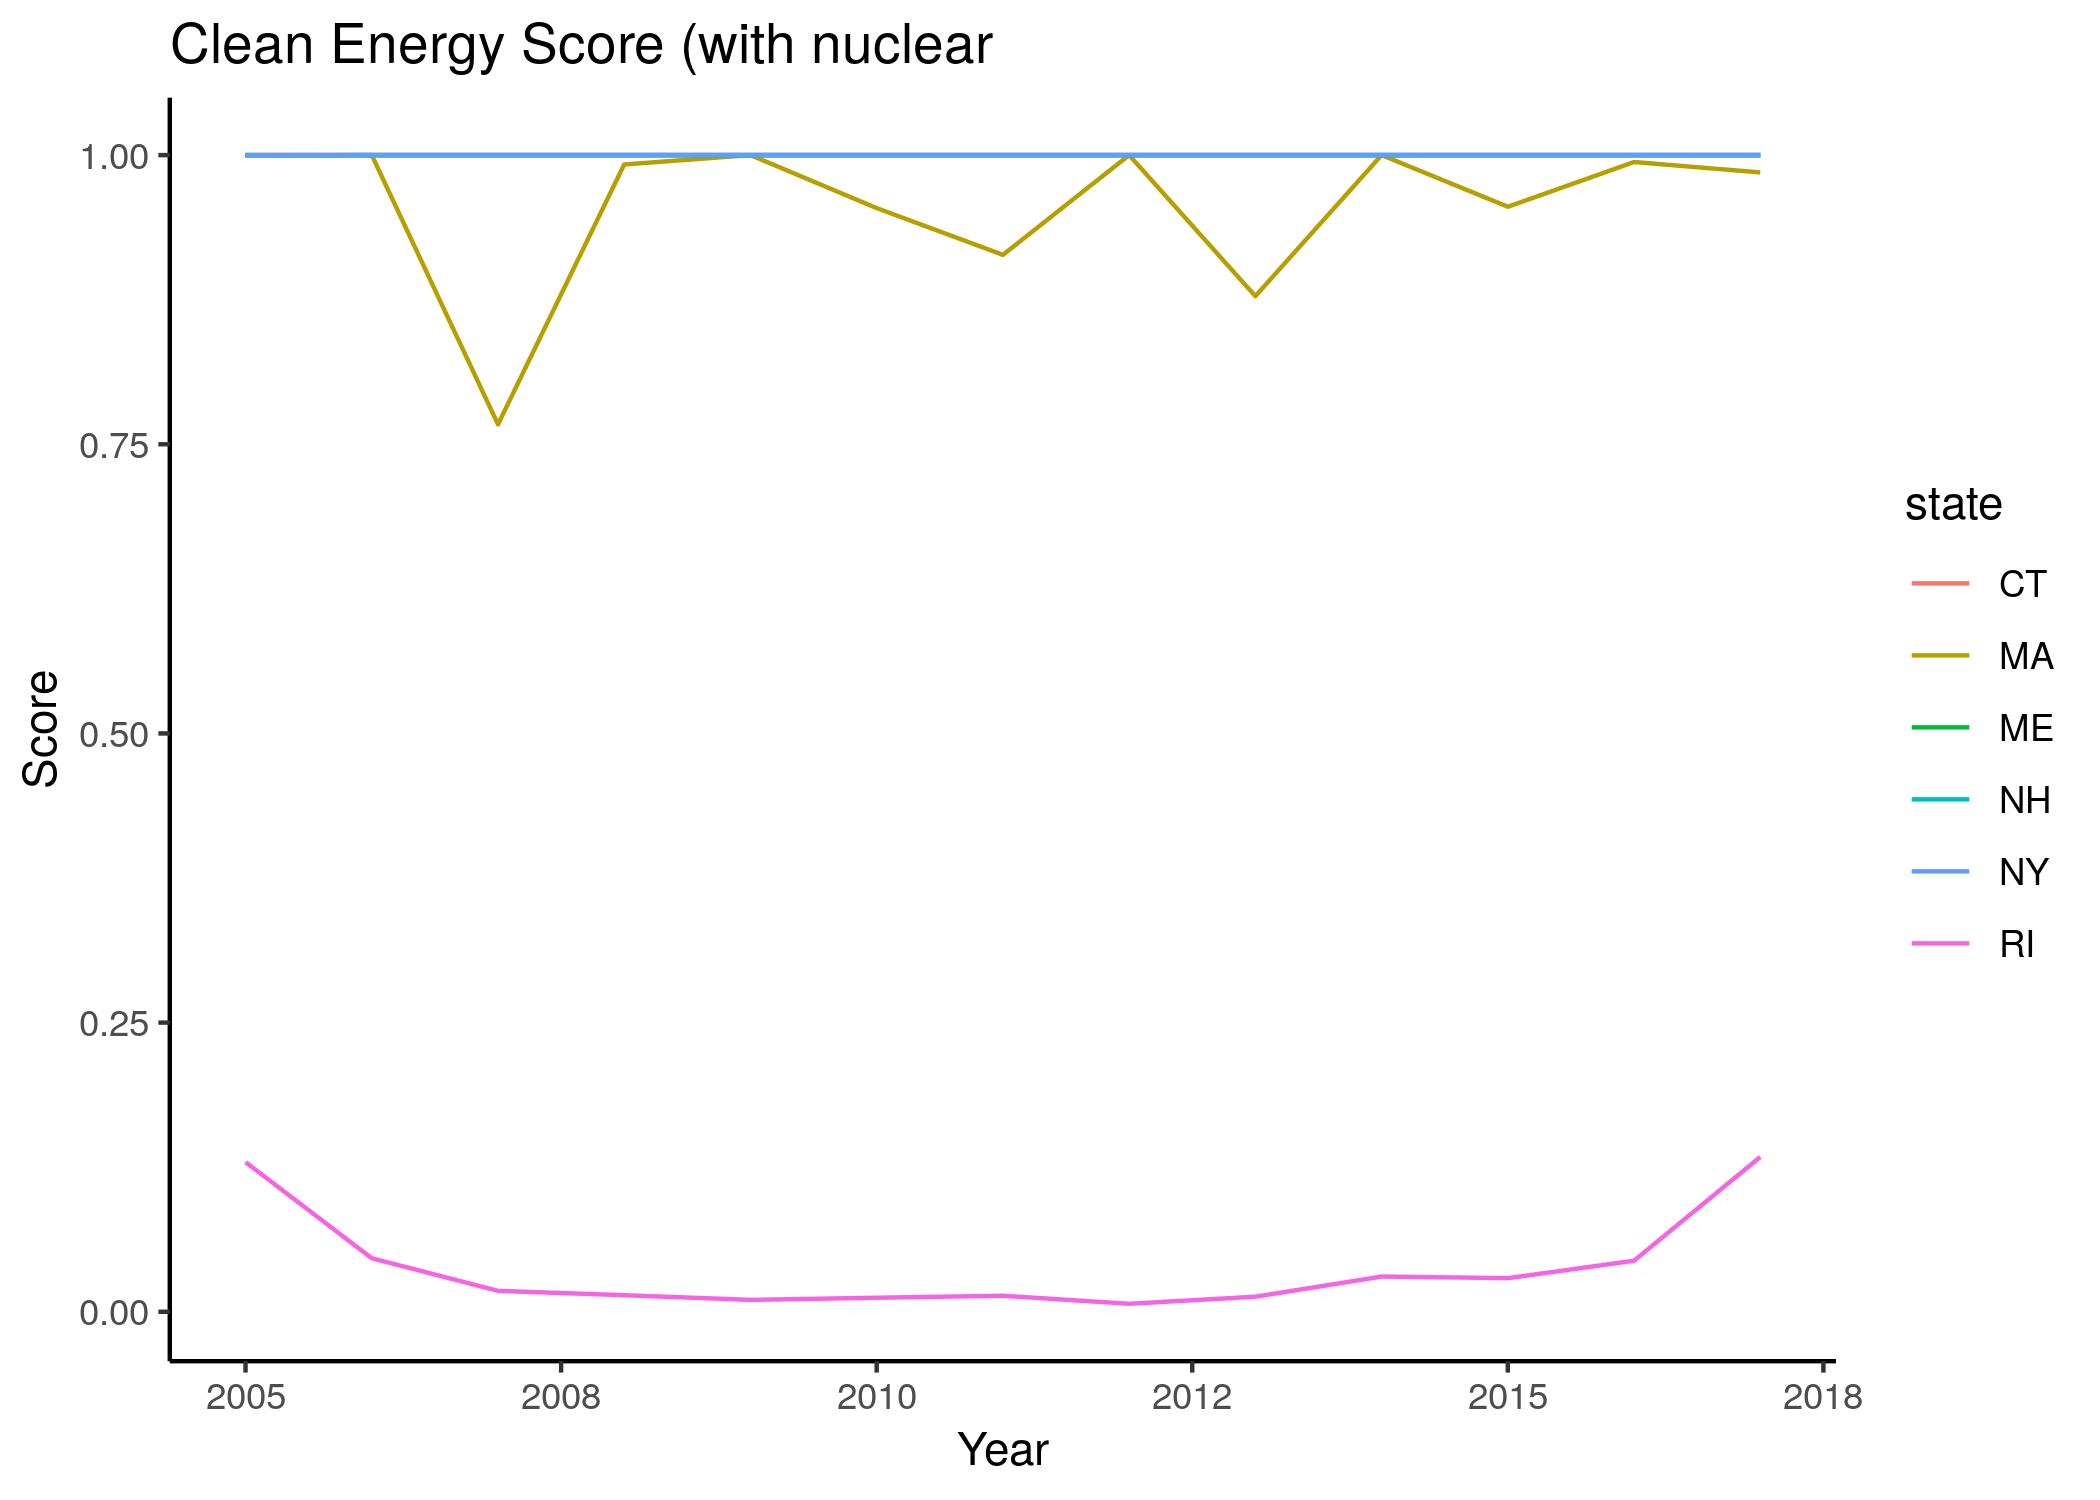 Clean Energy Score (with nuclear
1.00
0.75
0.50
0.25
0.00
Score
2005 2008 2010 2012 2015 2018
Year
state
CT
MA
ME
NH
NY
RI